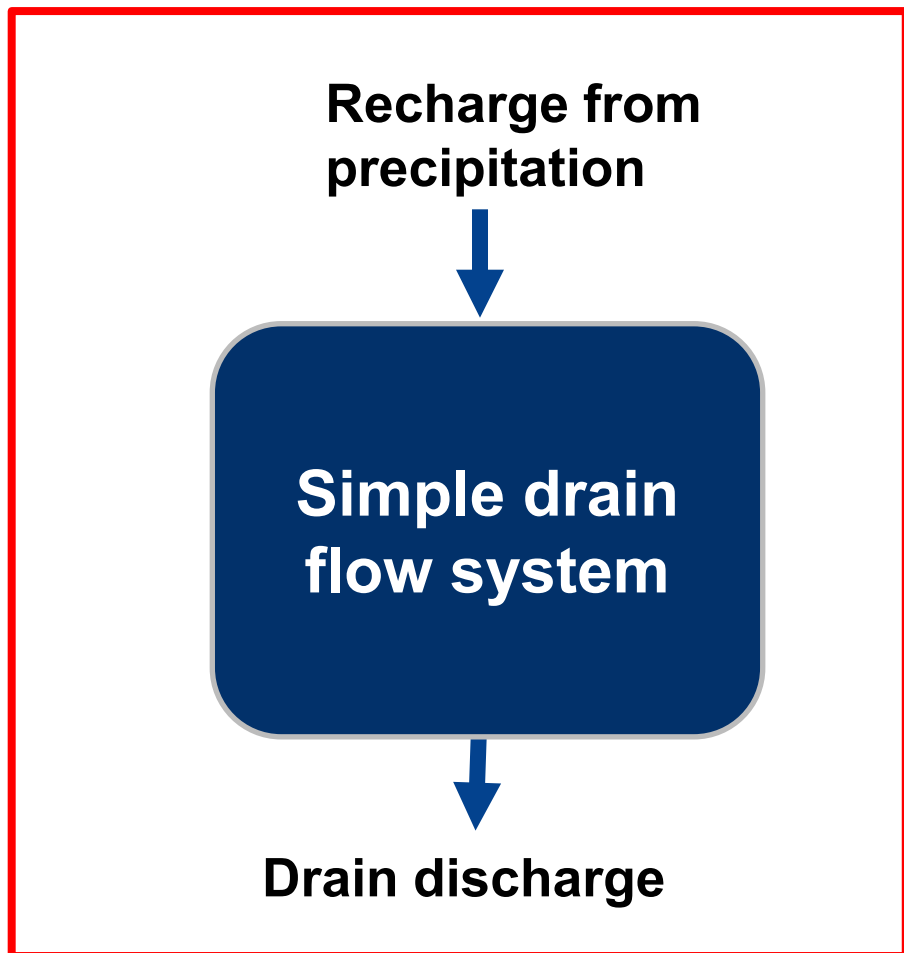 Recharge from
precipitation
Simple drain
flow system
Drain discharge